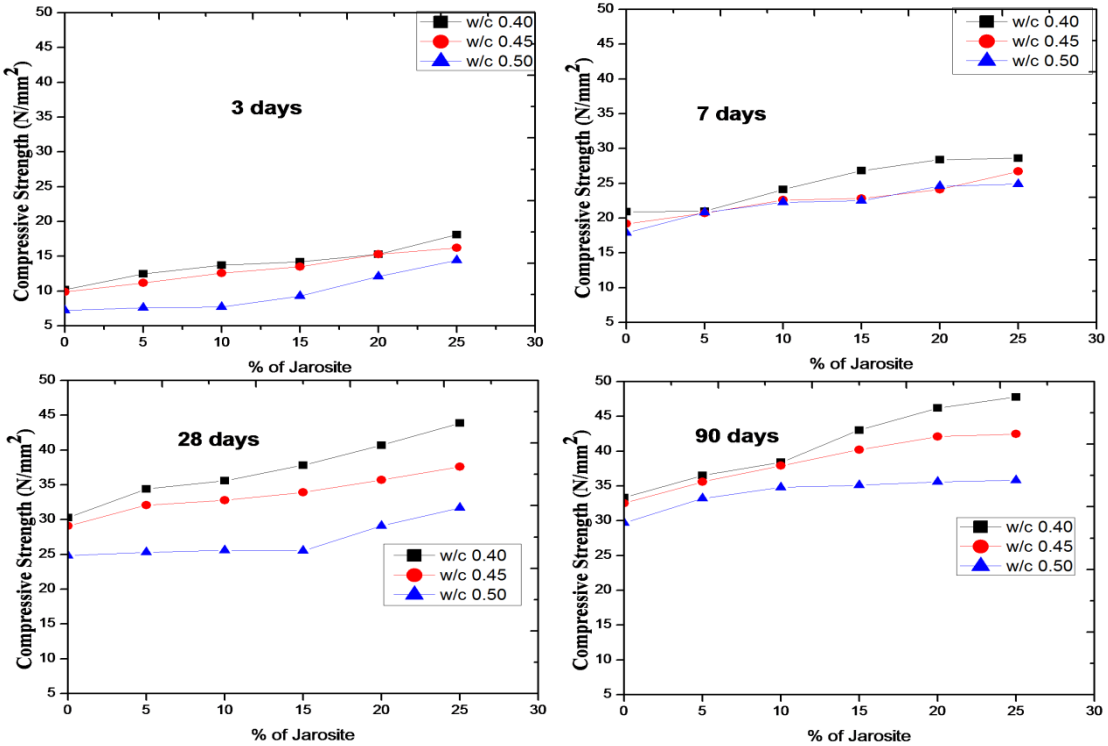 w/c 0.40
w/c 0.45
w/c 0.50
3 days
Compressive Strength (N/mm²)
50
45
40
35
30
25
20
15
10
5
0 5 10 15 20 25 30
% of Jarosite
w/c 0.40
w/c 0.45
w/c 0.50
7 days
Compressive Strength (N/mm²)
50
45
40
35
30
25
20
15
10
5
0 5 10 15 20 25 30
% of Jarosite
28 days
Compressive Strength (N/mm²)
50
45
40
35
30
25
20
15
10
5
w/c 0.40
w/c 0.45
w/c 0.50
0 5 10 15 20 25 30
% of Jarosite
90 days
Compressive Strength (N/mm²)
50
45
40
35
30
25
20
15
10
5
w/c 0.40
w/c 0.45
w/c 0.50
0 5 10 15 20 25 30
% of Jarosite